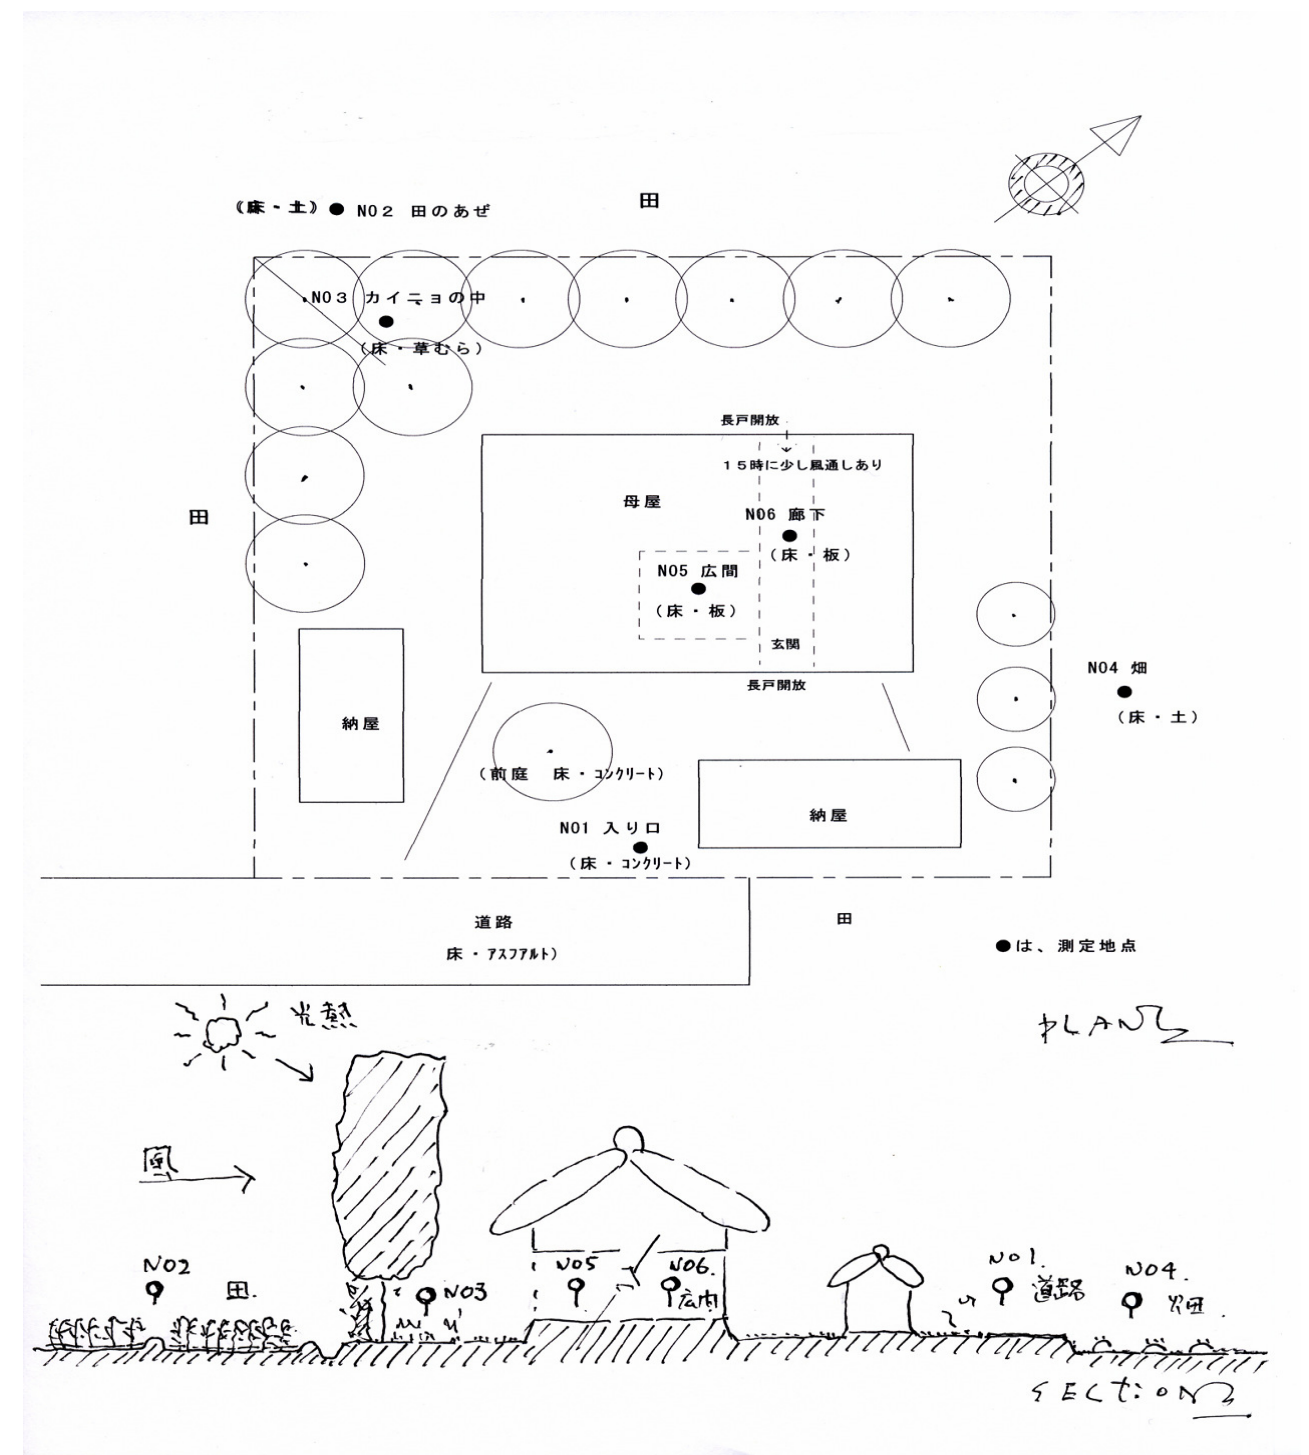 田
(床・土) ● NO2 田のあぜ
NO3 カイニョの中
(床・草むら)
長戸開放
15時に少し風通しあり
母屋
NO6 廊下
(床・板)
田
NO5 広間
(床・板)
玄関
長戸開放
NO4 畑
(床・土)
納屋
(前庭 床・コンクリート)
納屋
NO1 入り口
(床・コンクリート)
道路
床・アスファルト)
田
●は、測定地点
PLAN
光熱
風
NO2
田.
NO3
NO5
NO6.
広内
NO1.
道路
NO4.
畑.
SECTION